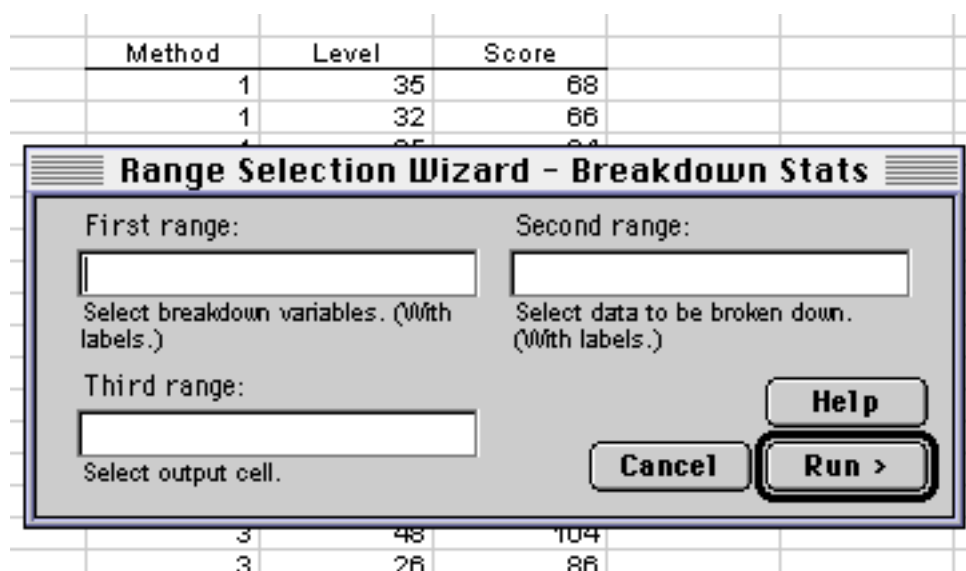 Method Level Score
1 35 68
1 32 66
Range Selection Wizard - Breakdown Stats
First range:
Select breakdown variables. (With
labels.)
Second range:
Select data to be broken down.
(With labels.)
Third range:
Select output cell.
Help
Cancel
Run >
3 48 104
3 26 86